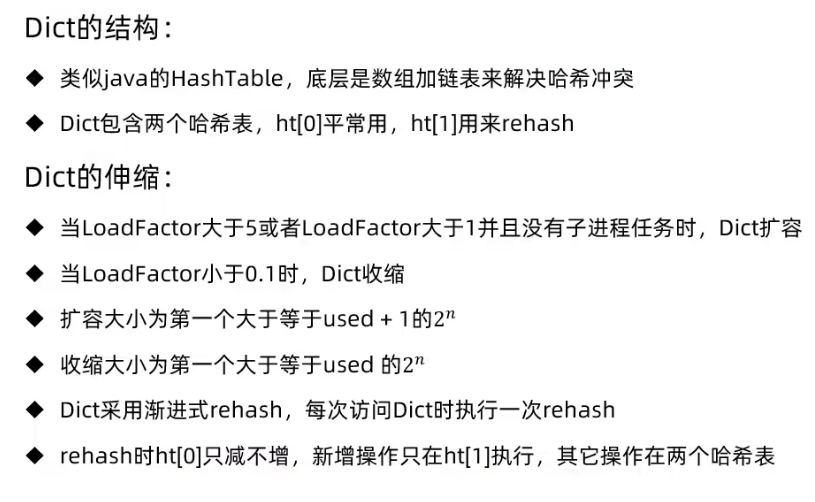 Dict的结构：
◆ 类似java的HashTable，底层是数组加链表来解决哈希冲突
◆ Dict包含两个哈希表，ht[0]平常用，ht[1]用来rehash
Dict的伸缩：
◆ 当LoadFactor大于5或者LoadFactor大于1并且没有子进程任务时，Dict扩容
◆ 当LoadFactor小于0.1时，Dict收缩
◆ 扩容大小为第一个大于等于used + 1的2ⁿ
◆ 收缩大小为第一个大于等于used 的2ⁿ
◆ Dict采用渐进式rehash，每次访问Dict时执行一次rehash
◆ rehash时ht[0]只减不增，新增操作只在ht[1]执行，其它操作在两个哈希表